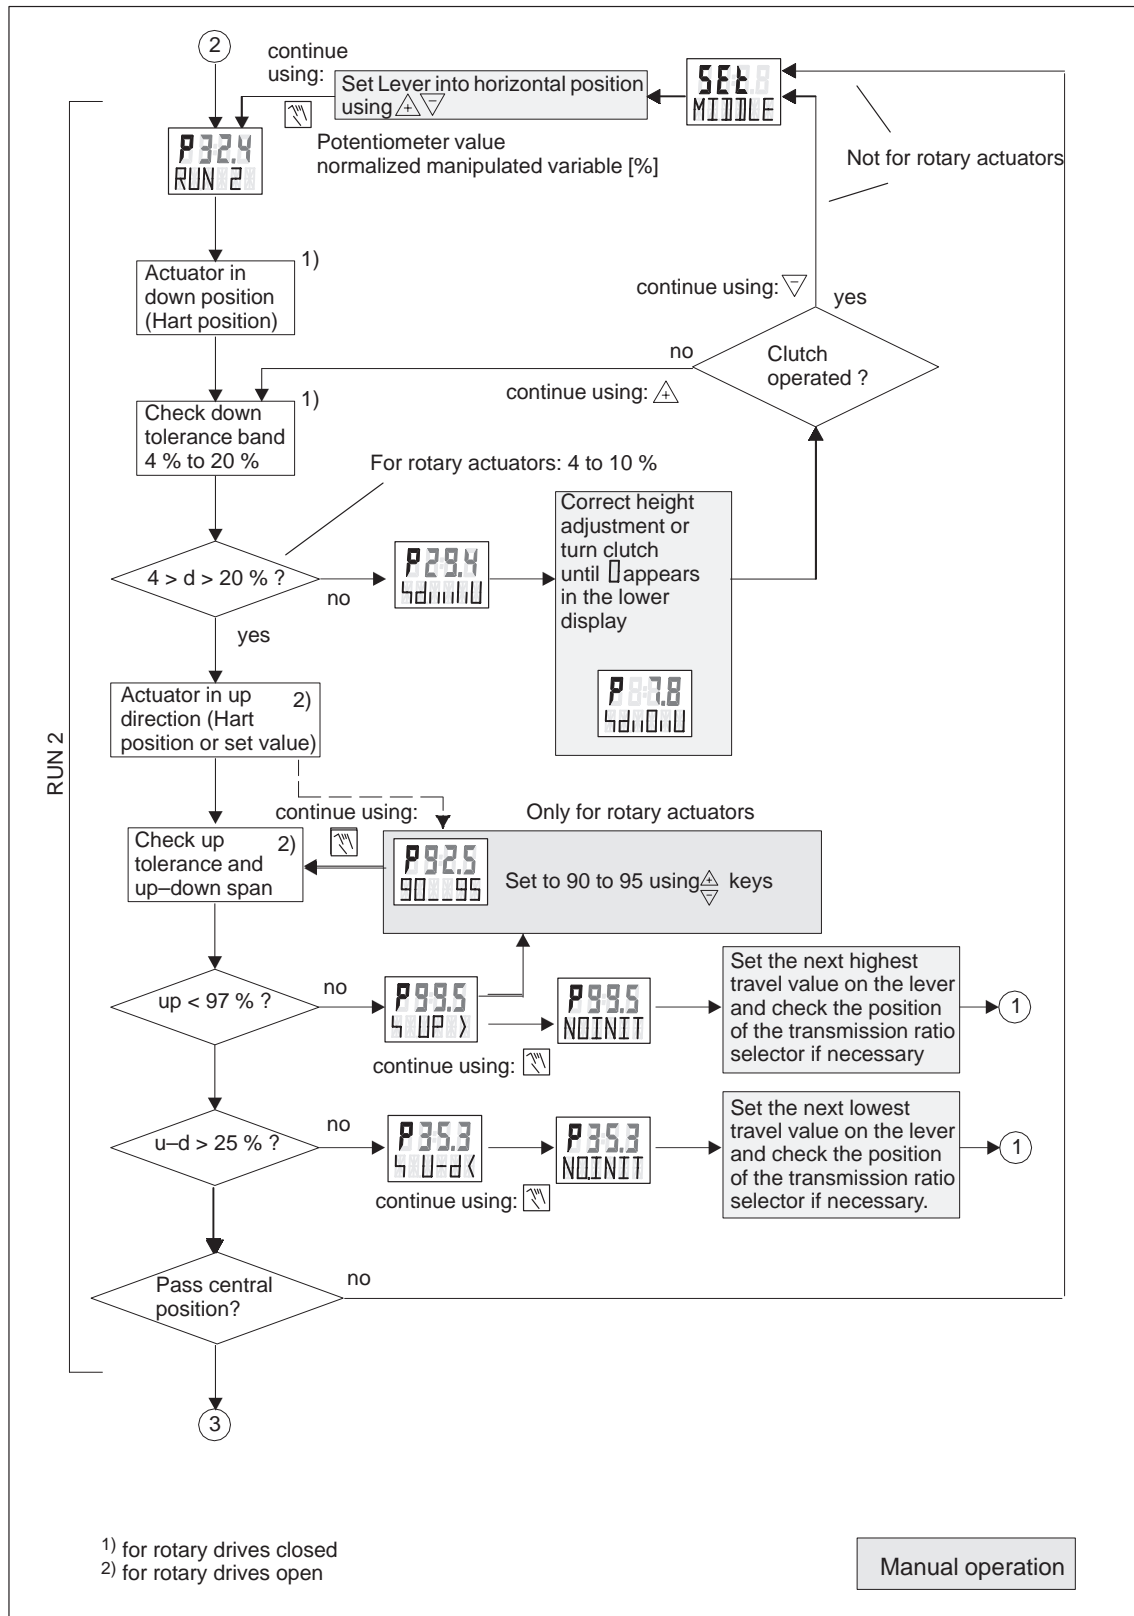 2
continue
using:
Set Lever into horizontal position
using + −
SEt
MIDDLE
P 32.4
RUN 2
Potentiometer value
normalized manipulated variable [%]
Not for rotary actuators
1)
Actuator in
down position
(Hart position)
continue using: −
yes
no
Clutch
operated ?
continue using: +
1)
Check down
tolerance band
4 % to 20 %
For rotary actuators: 4 to 10 %
Correct height
adjustment or
turn clutch
until appears
in the lower
display
4 > d > 20 % ?
no
P 29.4
yes
P 7.8
Actuator in up
2)
direction (Hart
position or set value)
RUN 2
continue using:
Only for rotary actuators
Check up
2)
tolerance and
up–down span
P 92.5
90__95
Set to 90 to 95 using + − keys
up < 97 % ?
no
P 99.5
UP >
P 99.5
NOINIT
continue using:
Set the next highest
travel value on the lever
and check the position
of the transmission ratio
selector if necessary
1
u–d > 25 % ?
no
P 35.3
U-d<
P 35.3
NO.INIT
continue using:
Set the next lowest
travel value on the lever
and check the position
of the transmission ratio
selector if necessary.
1
Pass central
position?
no
3
1) for rotary drives closed
2) for rotary drives open
Manual operation